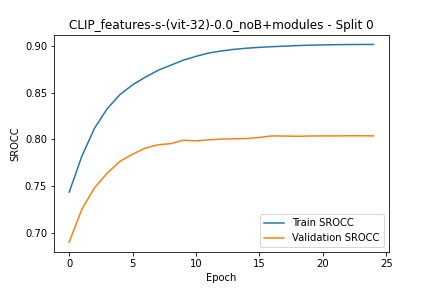 CLIP_features-s-(vit-32)-0.0_noB+modules - Split 0
0.90
0.85
0.80
0.75
0.70
SROCC
Train SROCC
Validation SROCC
0 5 10 15 20 25
Epoch